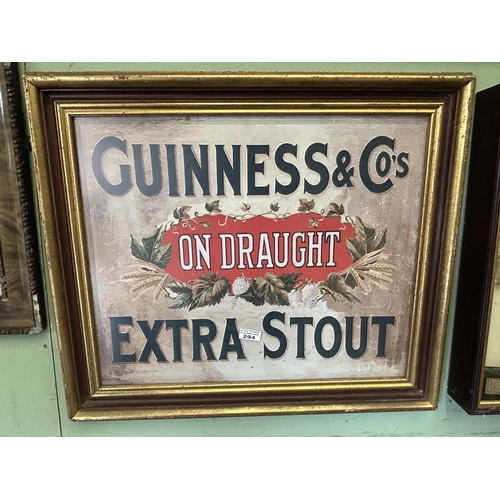 GUINNESS & CO'S
ON DRAUGHT
EXTRA STOUT
294